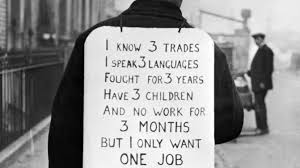 I KNOW 3 TRADES
I SPEAK 3 LANGUAGES
FOUGHT FOR 3 YEARS
HAVE 3 CHILDREN
AND NO WORK FOR
3 MONTHS
BUT I ONLY WANT
ONE JOB